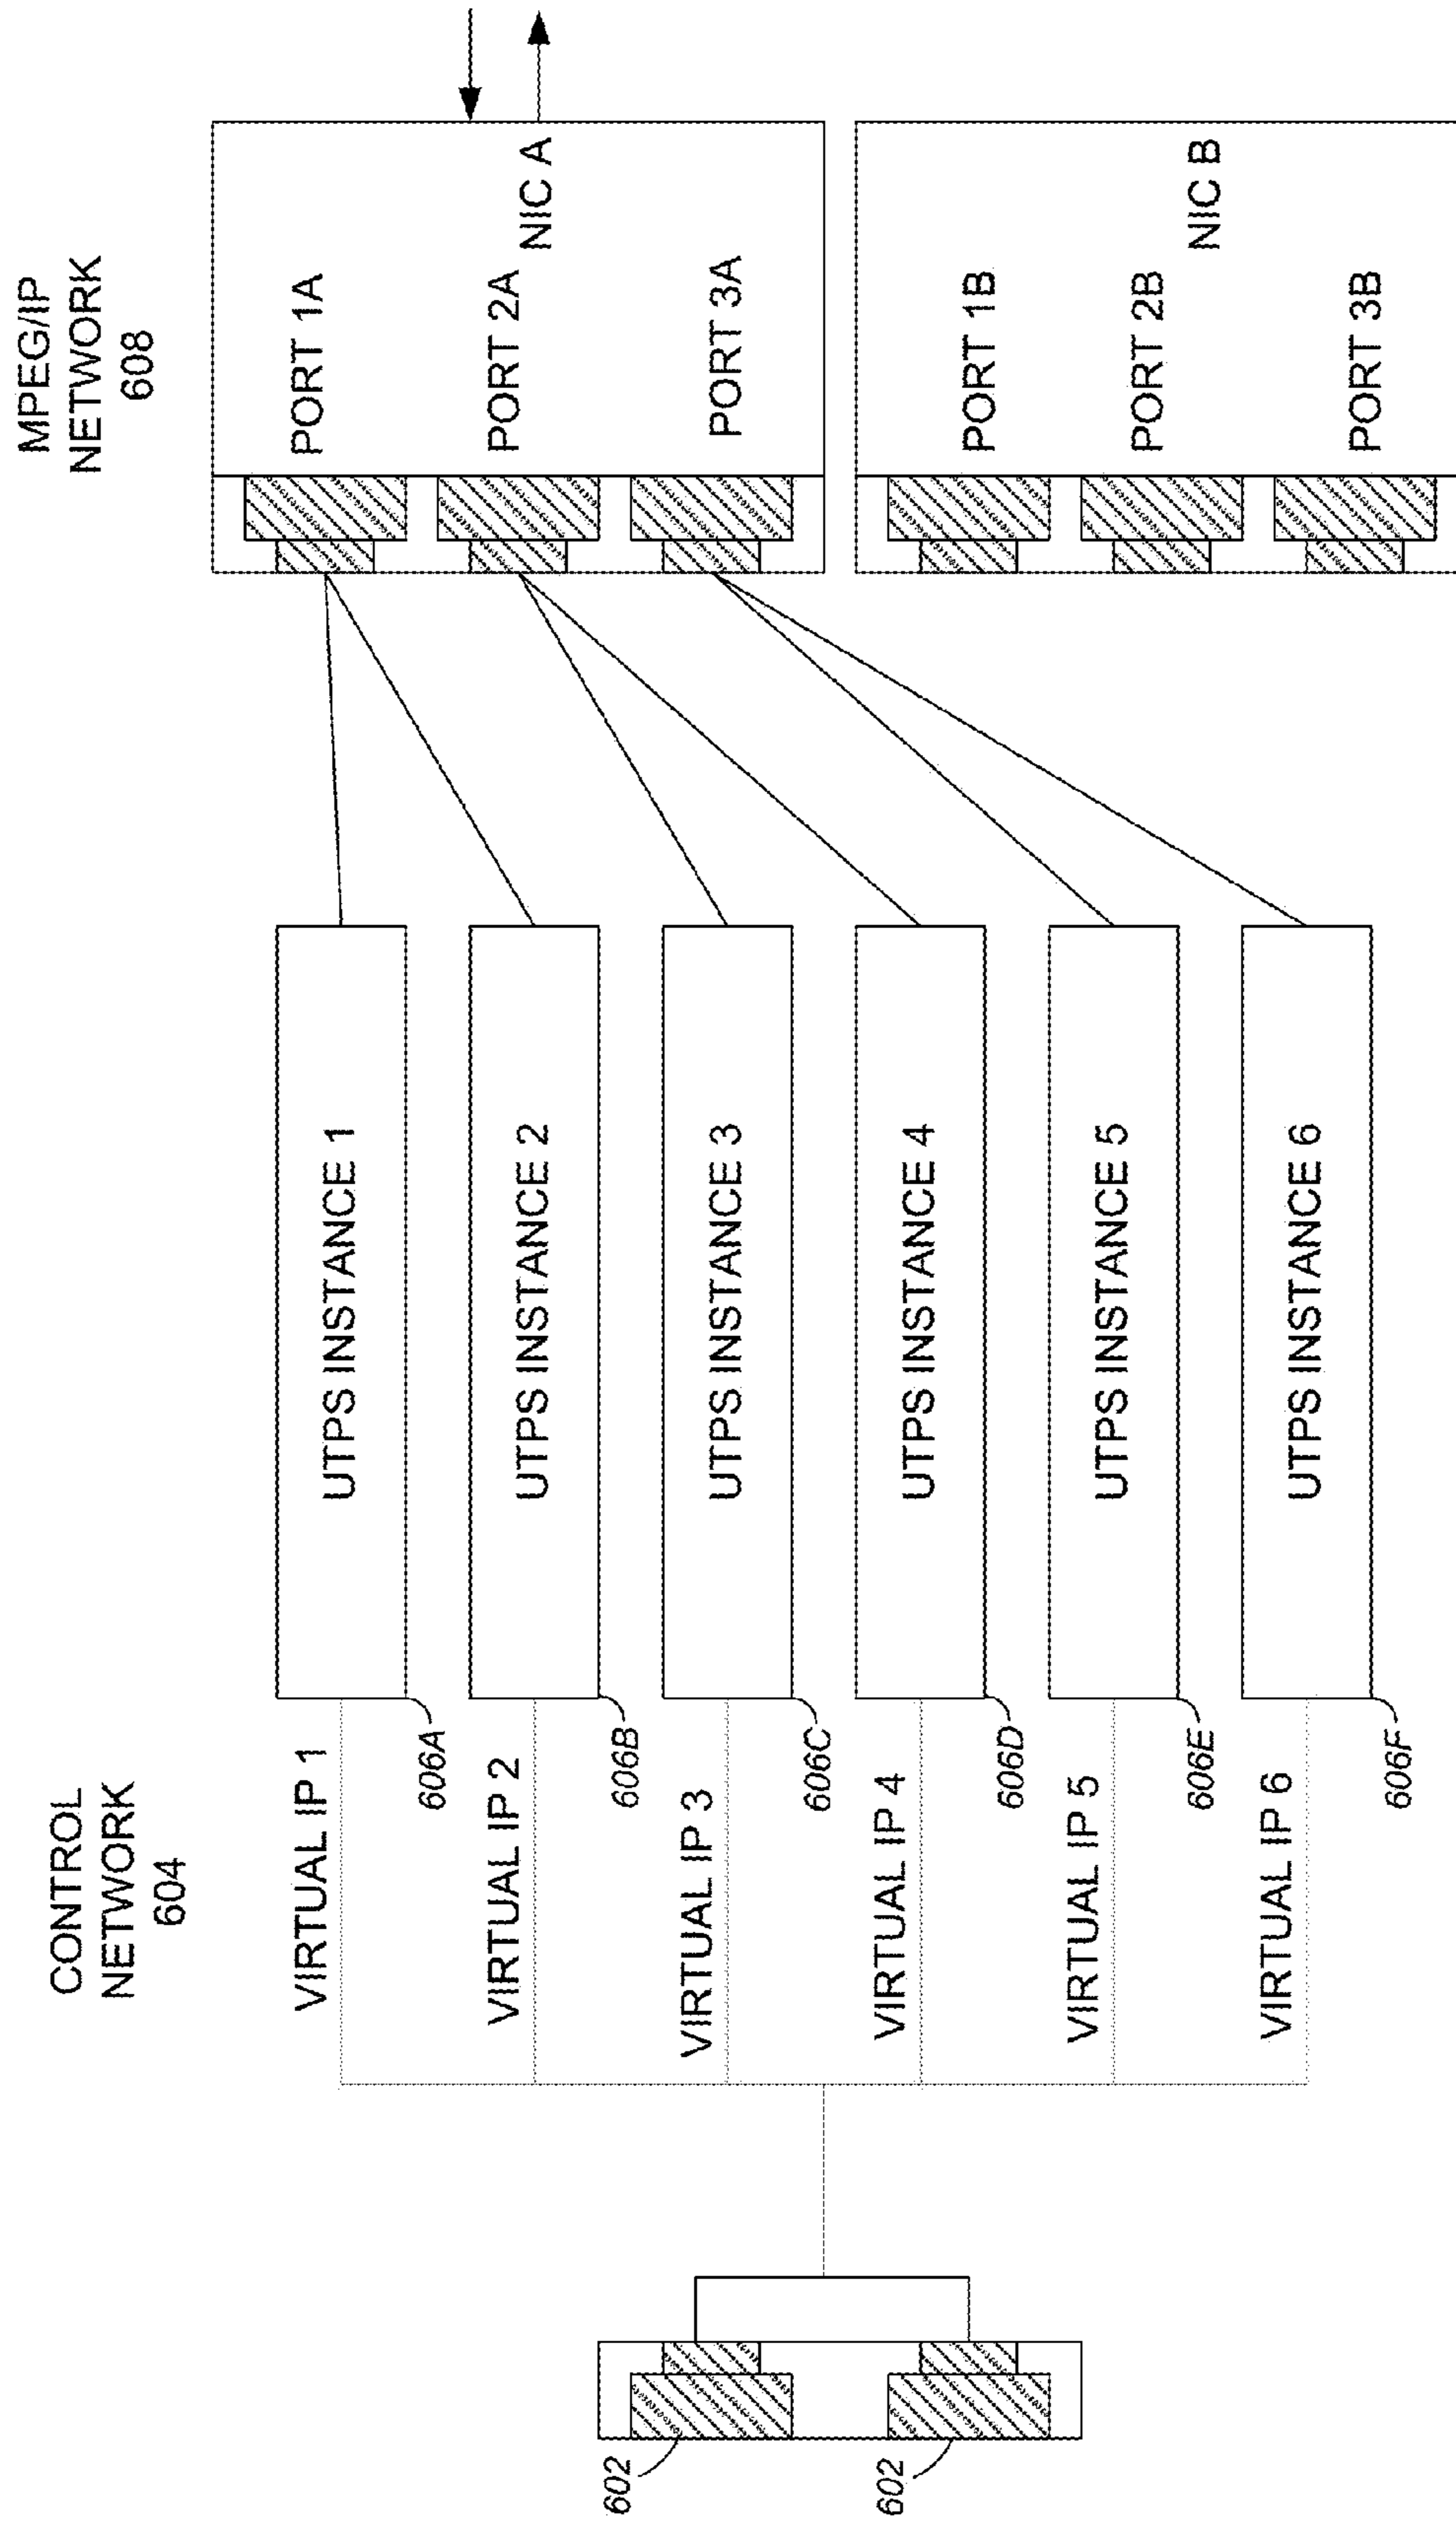 CONTROL
NETWORK
604
MPEG/IP
NETWORK
608
602
602
VIRTUAL IP 1
606A
UTPS INSTANCE 1
VIRTUAL IP 2
606B
UTPS INSTANCE 2
VIRTUAL IP 3
606C
UTPS INSTANCE 3
VIRTUAL IP 4
606D
UTPS INSTANCE 4
VIRTUAL IP 5
606E
UTPS INSTANCE 5
VIRTUAL IP 6
606F
UTPS INSTANCE 6
PORT 1A
PORT 2A
NIC A
PORT 3A
PORT 1B
PORT 2B
NIC B
PORT 3B